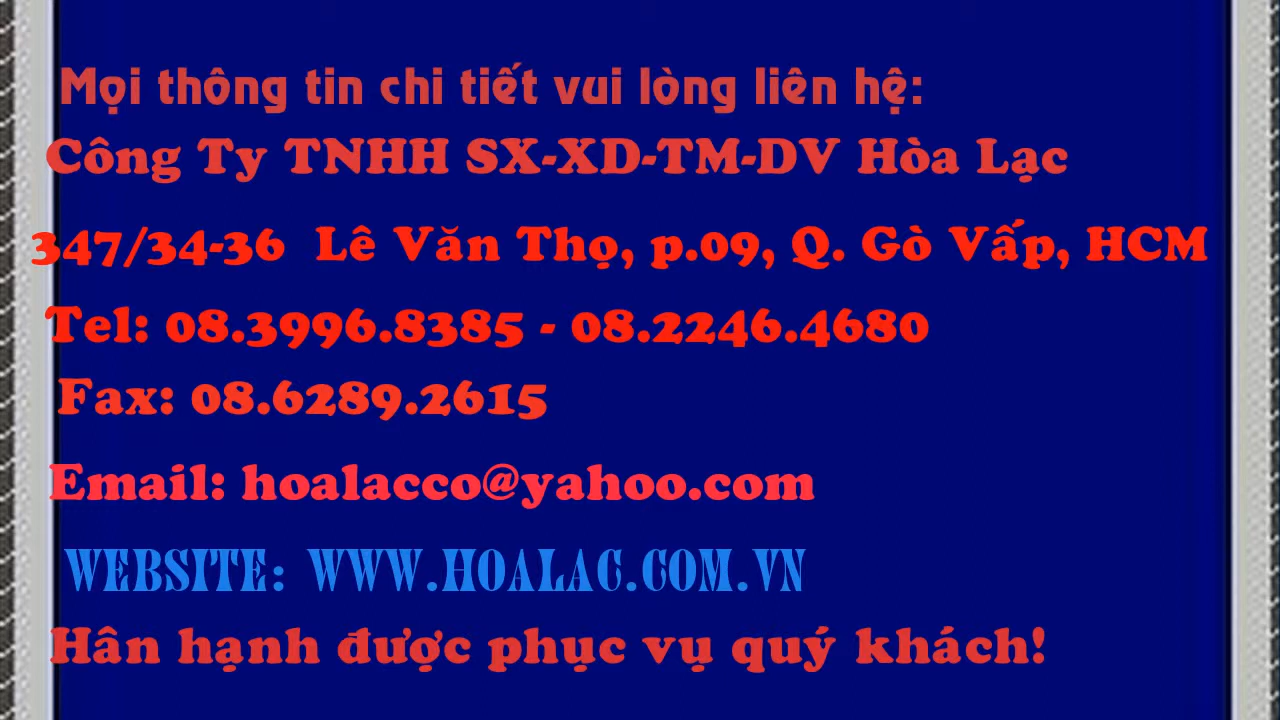 Mọi thông tin chi tiết vui lòng liên hệ:
Công Ty TNHH SX-XD-TM-DV Hòa Lạc
347/34-36 Lê Văn Thọ, p.09, Q. Gò Vấp, HCM
Tel: 08.3996.8385 - 08.2246.4680
Fax: 08.6289.2615
Email: hoalacco@yahoo.com
WEBSITE: WWW.HOALAC.COM.VN
Hân hạnh được phục vụ quý khách!